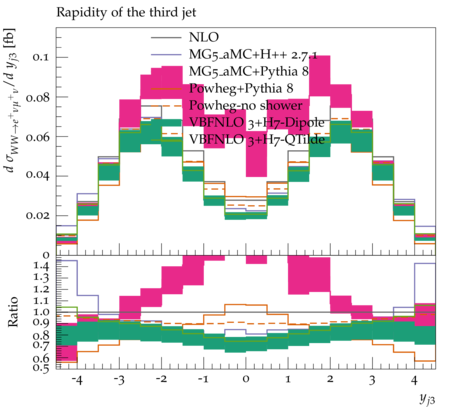 Rapidity of the third jet
d σWW→e+νμ+ν/d yj3 [fb]
0.1
0.08
0.06
0.04
0.02
NLO
MG5_aMC+H++ 2.7.1
MG5_aMC+Pythia 8
Powheg+Pythia 8
Powheg-no shower
VBFNLO 3+H7-Dipole
VBFNLO 3+H7-QTilde
Ratio
0
1.4
1.3
1.2
1.1
1.0
0.9
0.8
0.7
0.6
0.5
-4 -3 -2 -1 0 1 2 3 4
yj3